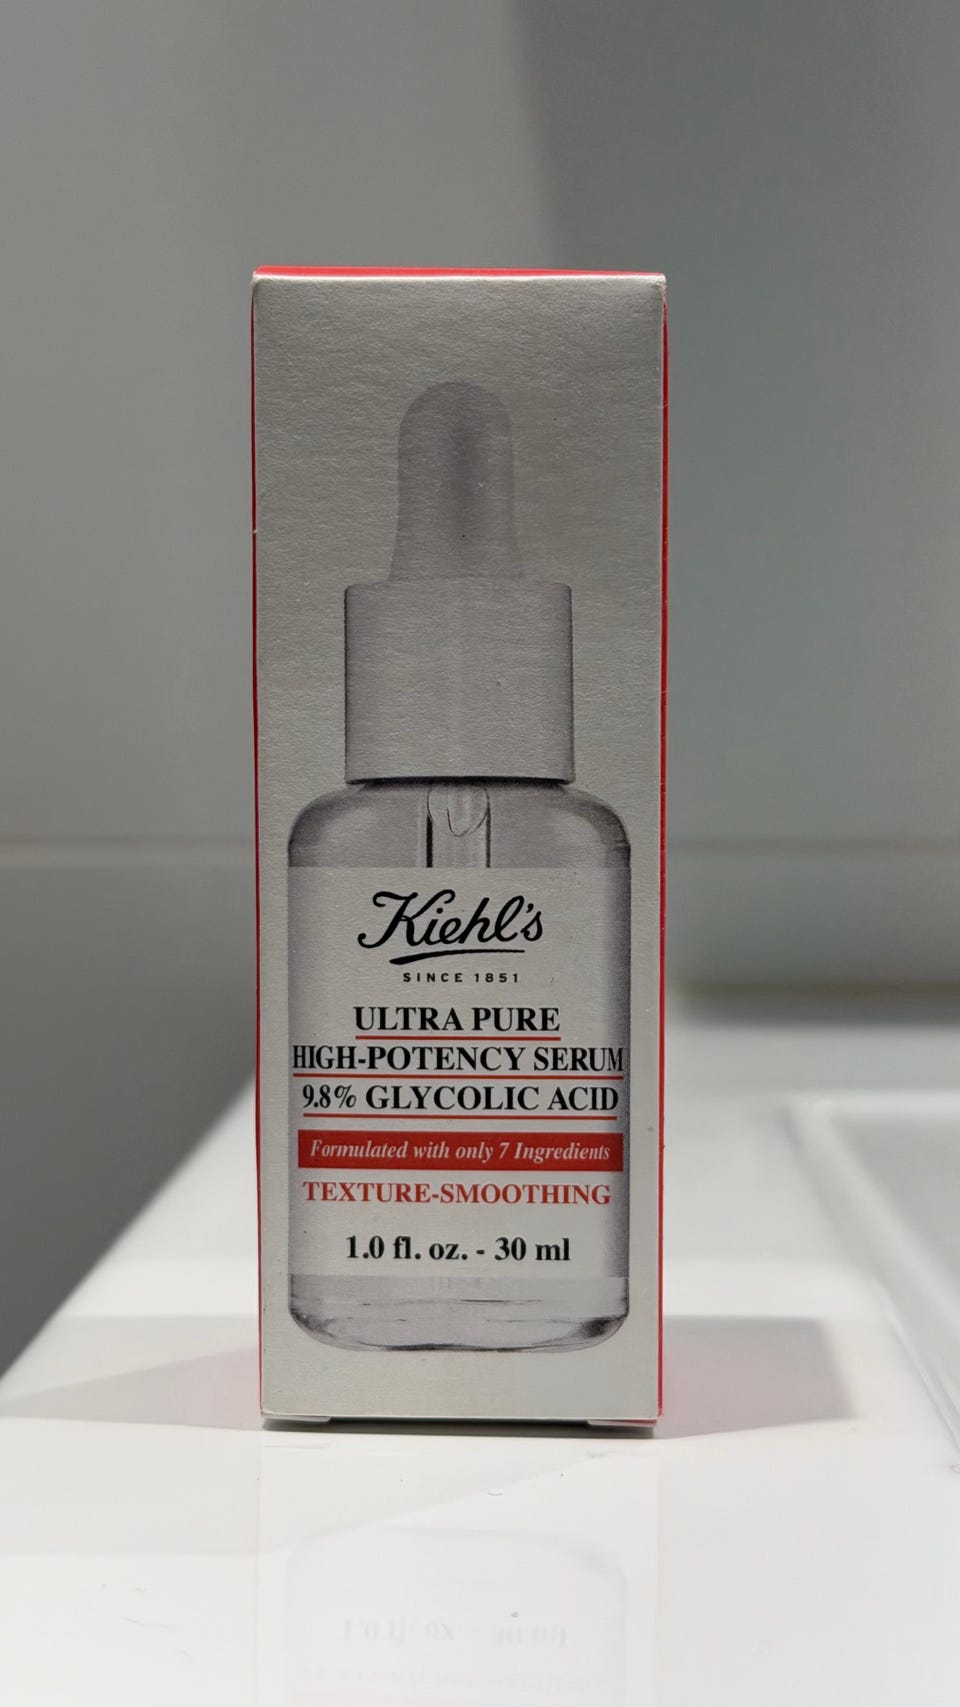 Kiehl's
SINCE 1851
ULTRA PURE
HIGH-POTENCY SERUM
9.8% GLYCOLIC ACID
Formulated with only 7 Ingredients
TEXTURE-SMOOTHING
1.0 fl. oz. - 30 ml